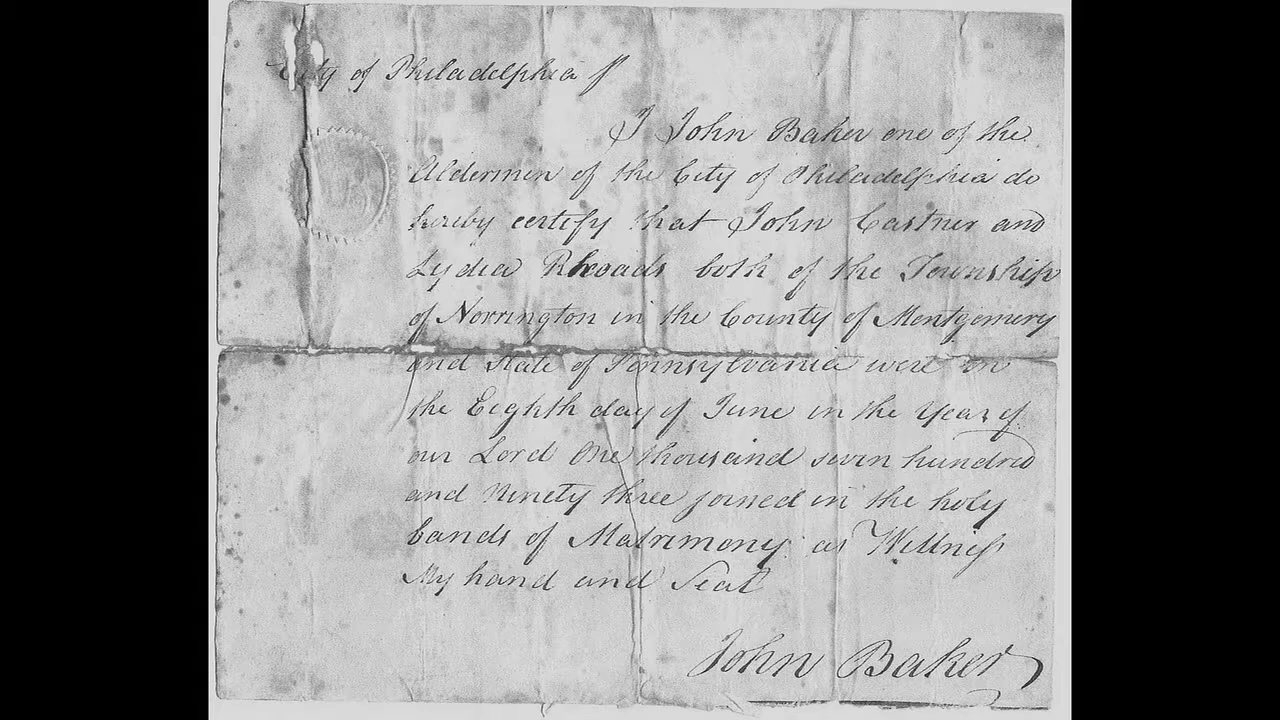 City of Philadelphia ſs
I John Baker one of the
Aldermen of the City of Philadelphia do
hereby certify that John Castner and
Lydia Rhoads both of the Township
of Norrington in the County of Montgomery
and State of Pennsylvania were on
the Eighth day of June in the Year of
our Lord One thousand seven hundred
and Ninety three joined in the holy
bands of Matrimony as Wittneſs
My hand and Seal
John Baker